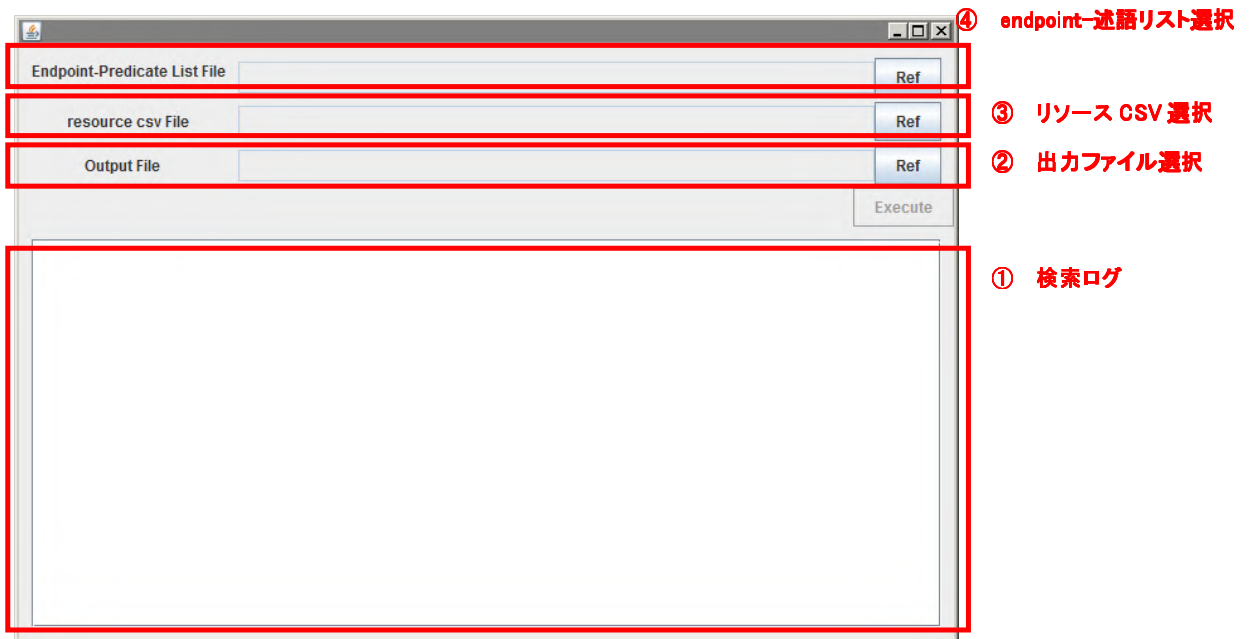 ④ endpoint-述語リスト選択
Endpoint-Predicate List File Ref
resource csv File Ref
③ リソース CSV 選択
Output File Ref
② 出力ファイル選択
Execute
① 検索ログ